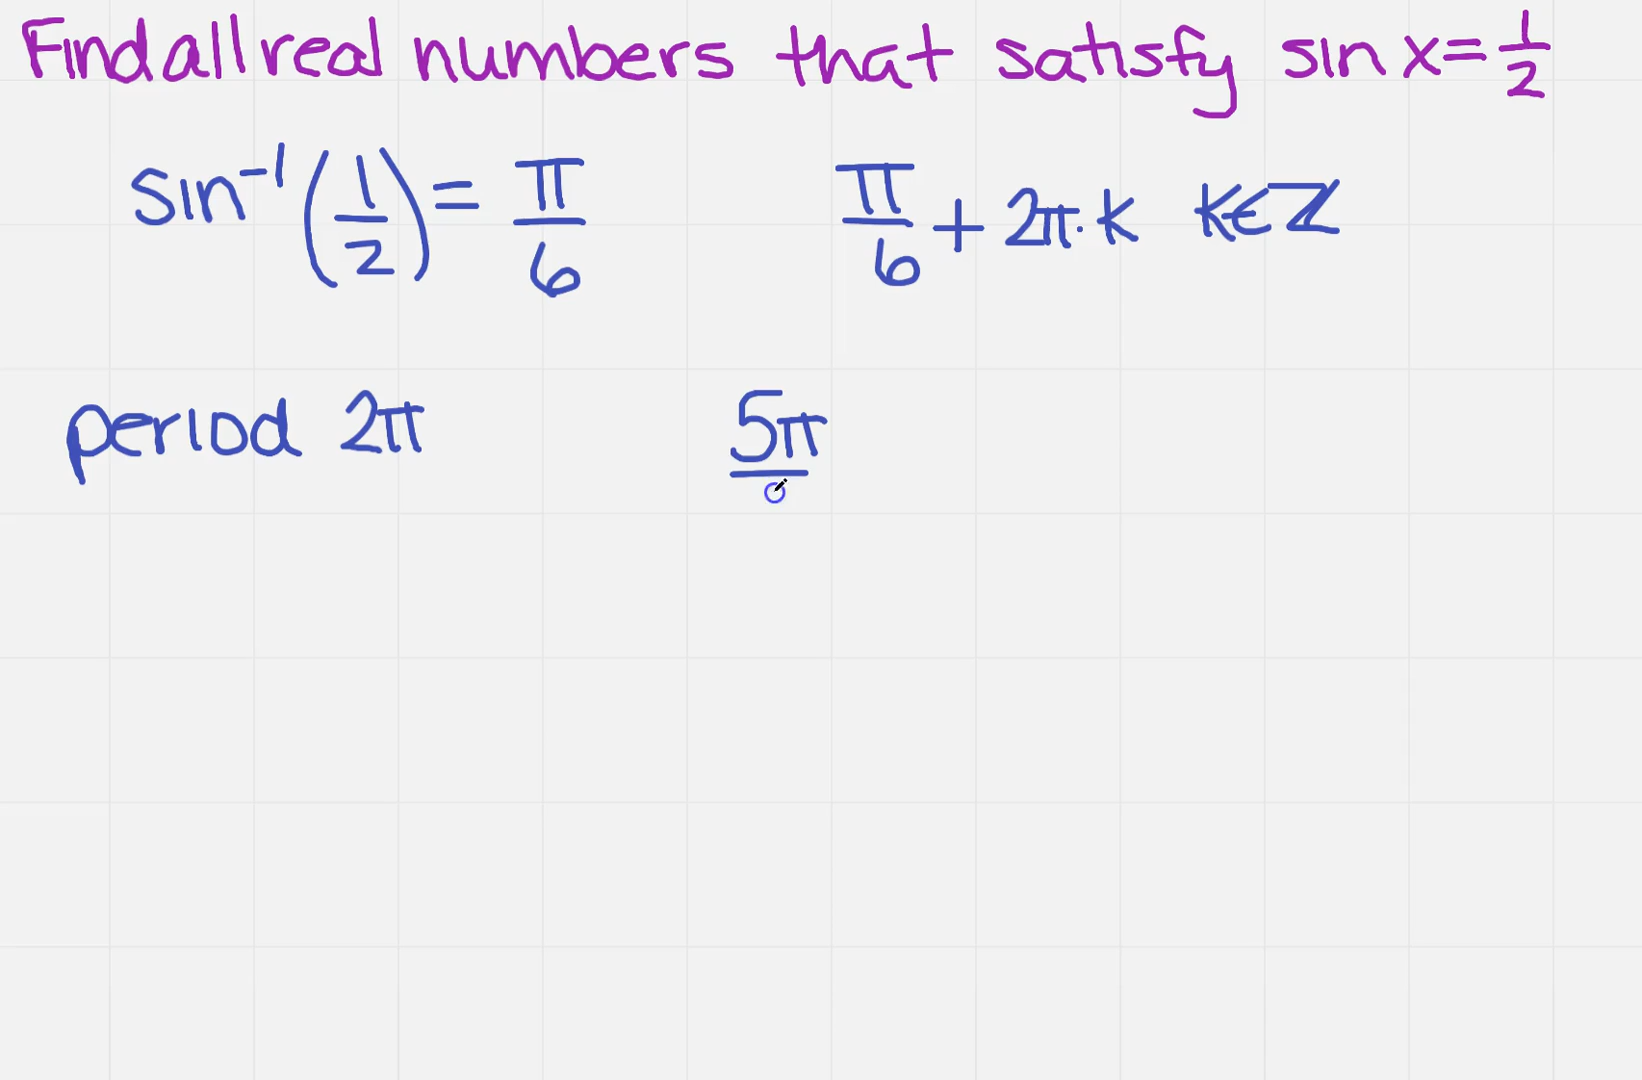 Find all real numbers that satisfy sin x = 1/2
sin⁻¹(1/2) = π/6 π/6 + 2π·k k∈ℤ
period 2π 5π